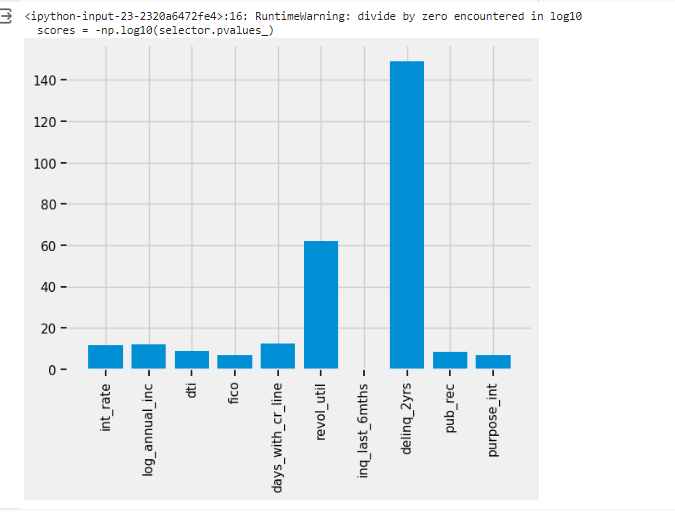 <ipython-input-23-2320a6472fe4>:16: RuntimeWarning: divide by zero encountered in log10
scores = -np.log10(selector.pvalues_)
140
120
100
80
60
40
20
0
int_rate
log_annual_inc
dti
fico
days_with_cr_line
revol_util
inq_last_6mths
delinq_2yrs
pub_rec
purpose_int